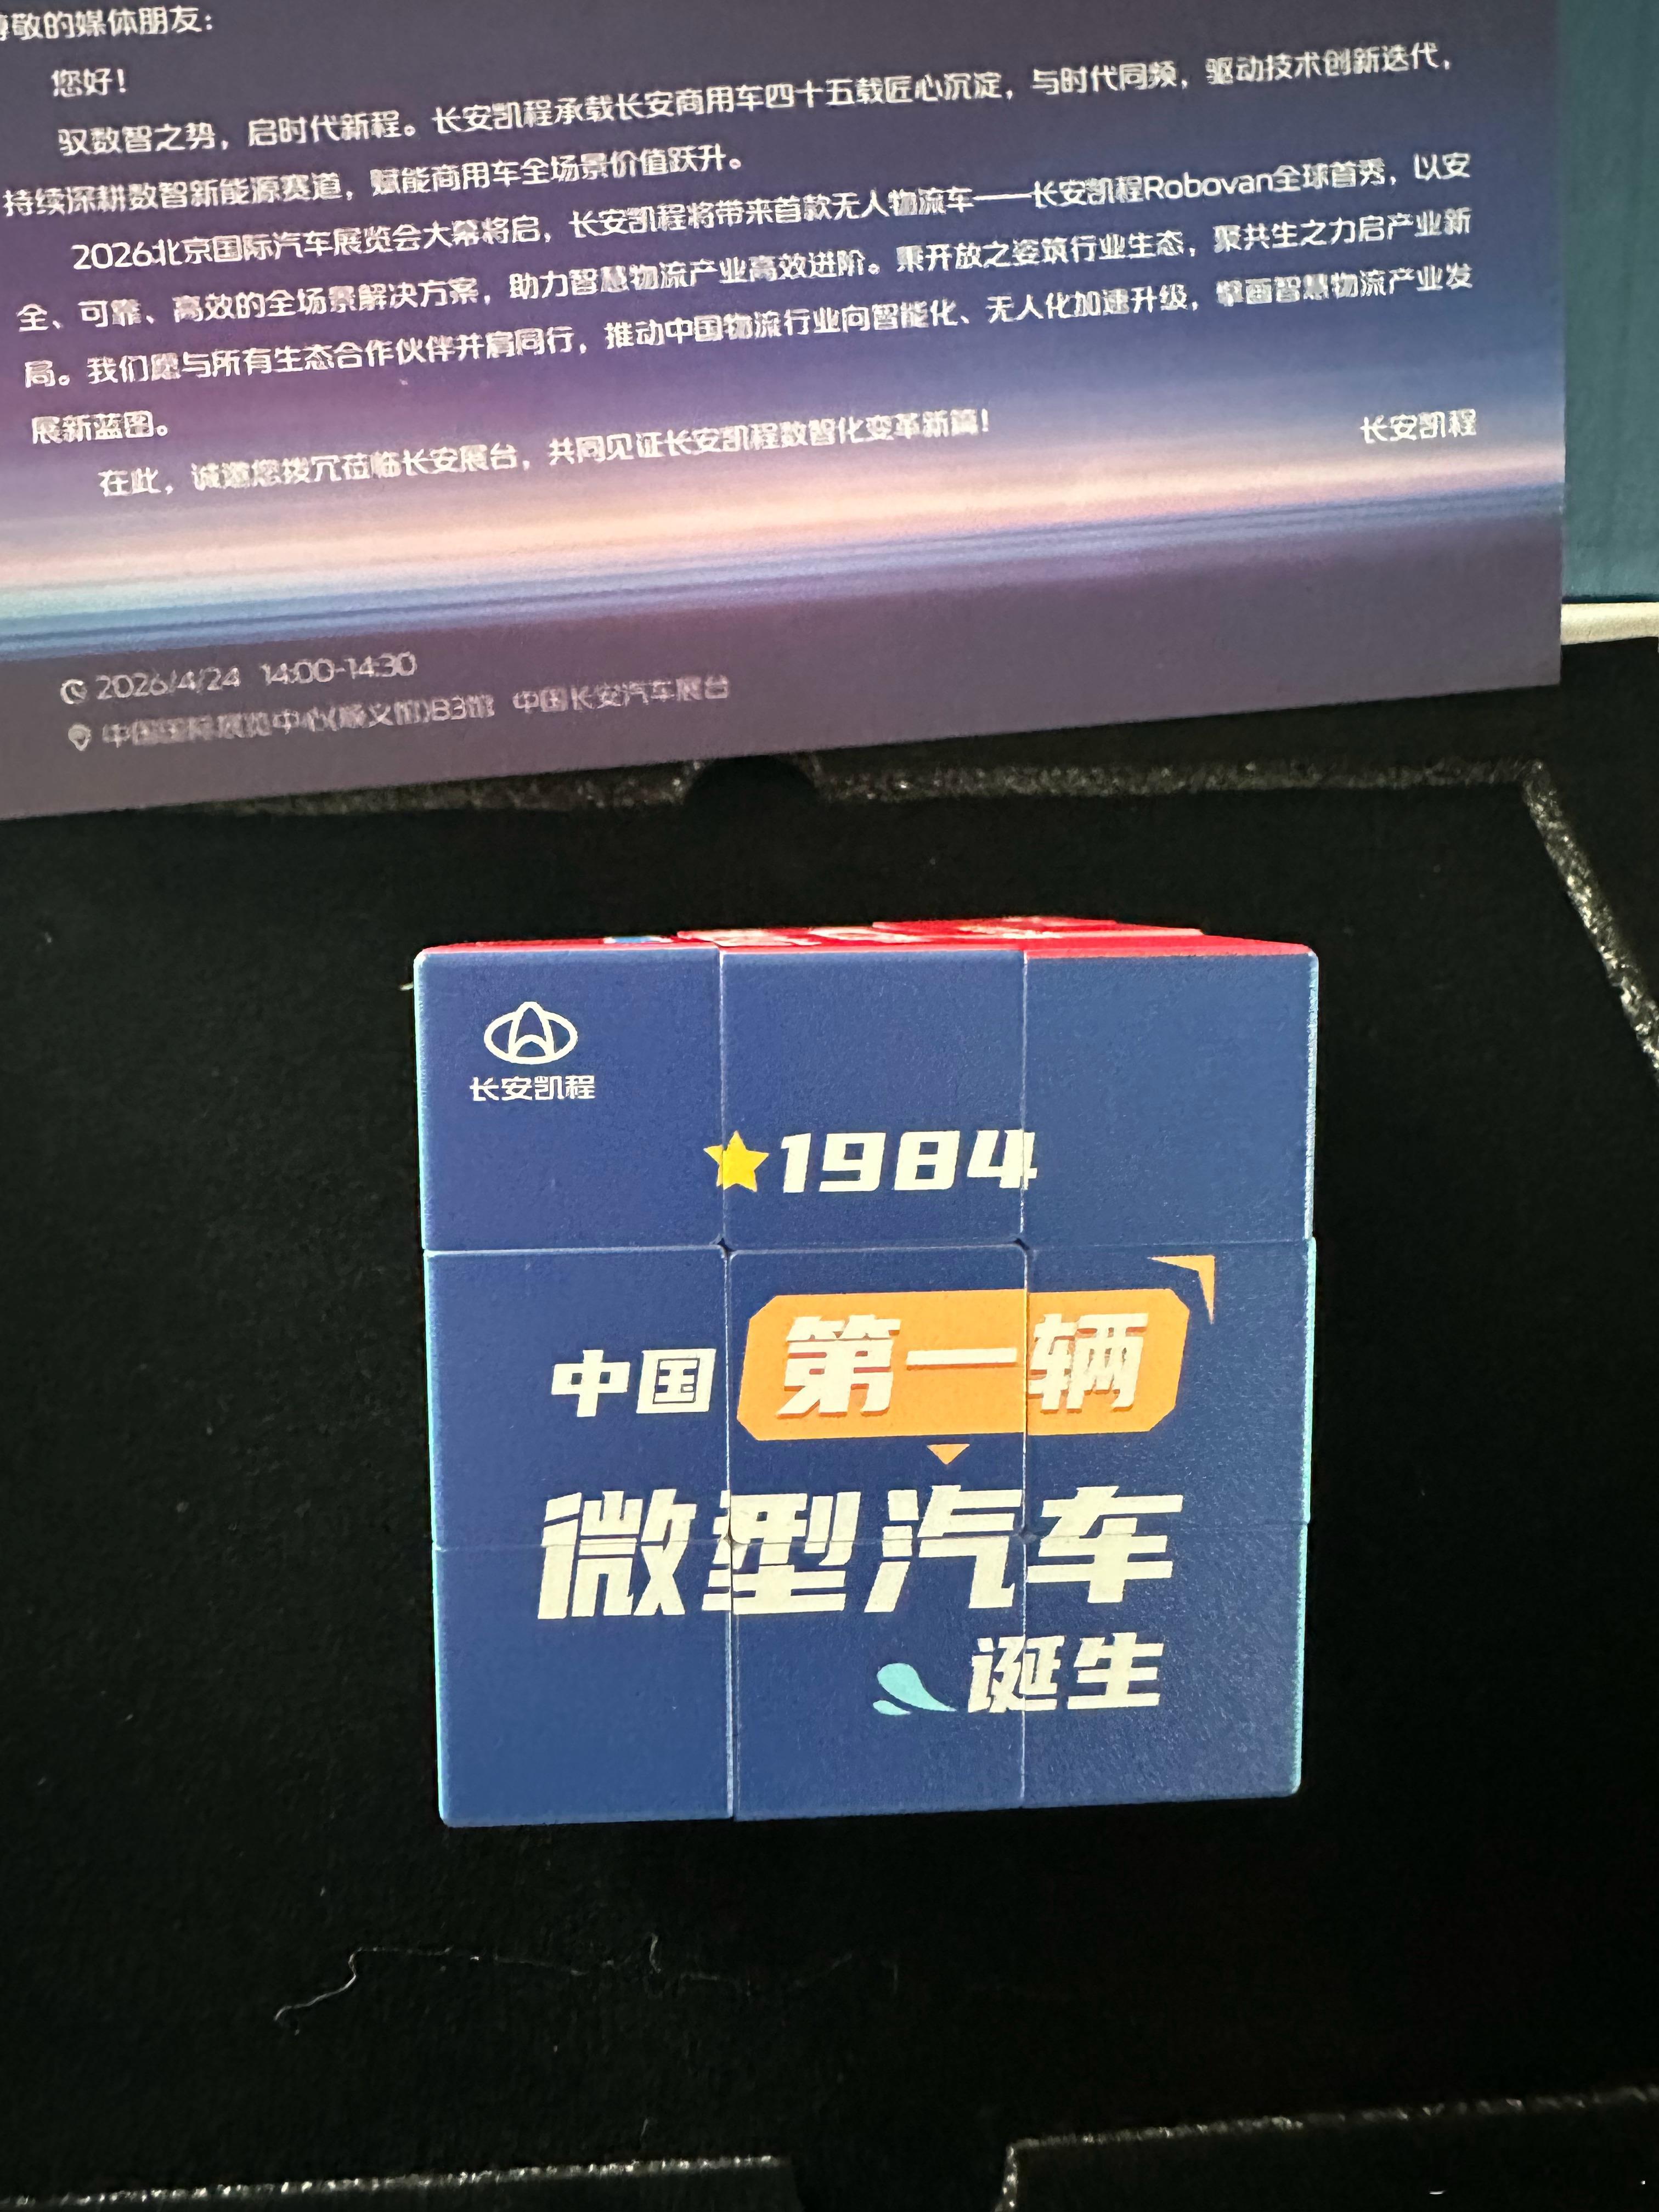 尊敬的媒体朋友：
您好！
驭数智之势，启时代新程。长安凯程承载长安商用车四十五载匠心沉淀，与时代同频，驱动技术创新迭代，
持续深耕数智新能源赛道，赋能商用车全场景价值跃升。
2026北京国际汽车展览会大幕将启，长安凯程将带来首款无人物流车——长安凯程Robovan全球首秀，以安
全、可靠、高效的全场景解决方案，助力智慧物流产业高效进阶。秉开放之姿筑行业生态，聚共生之力启产业新
局。我们愿与所有生态合作伙伴并肩同行，推动中国物流行业向智能化、无人化加速升级，擘画智慧物流产业发
展新蓝图。
在此，诚邀您拨冗莅临长安展台，共同见证长安凯程数智化变革新篇！
长安凯程
2026/4/24 14:00-14:30
中国国际展览中心(顺义馆)B3馆 中国长安汽车展台
长安凯程
1984
中国第一辆
微型汽车
诞生